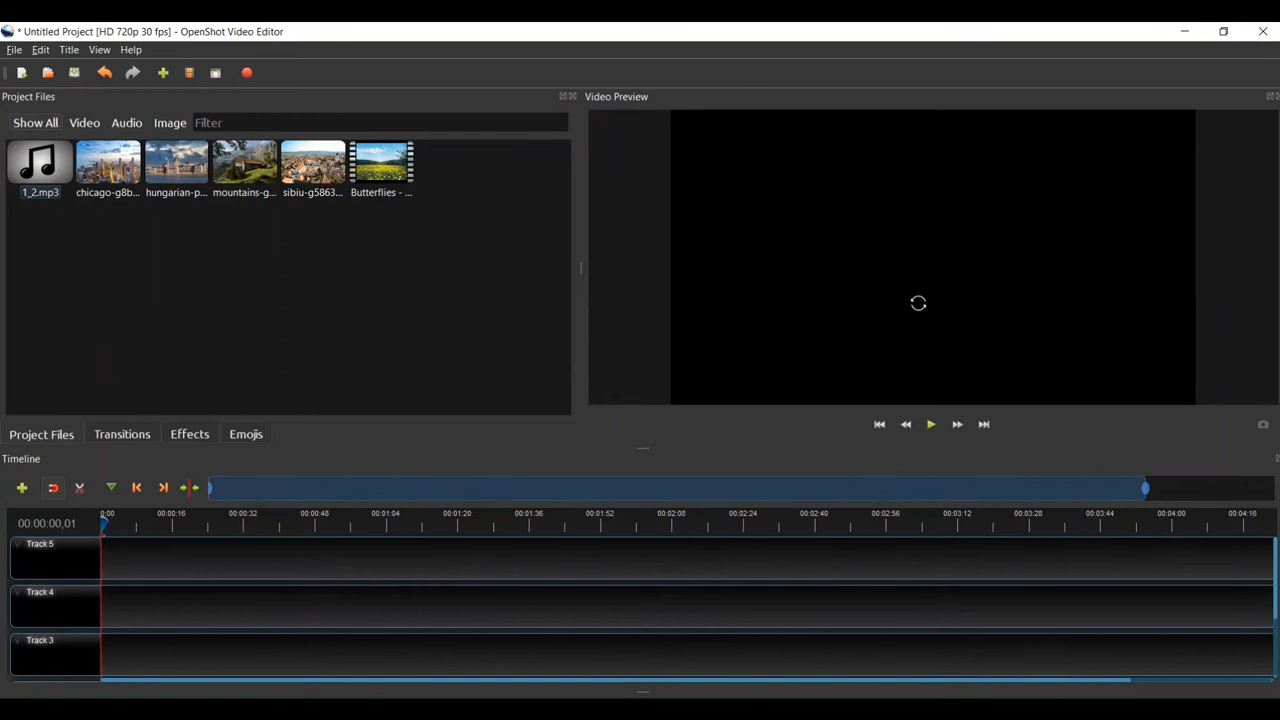 * Untitled Project [HD 720p 30 fps] - OpenShot Video Editor
File Edit Title View Help
Project Files
Video Preview
Show All Video Audio Image Filter
1_2.mp3 chicago-g8b... hungarian-p... mountains-g... sibiu-g5863... Butterflies - ...
Project Files Transitions Effects Emojis
Timeline
00:00:00,01
0:00 00:00:16 00:00:32 00:00:48 00:01:04 00:01:20 00:01:36 00:01:52 00:02:08 00:02:24 00:02:40 00:02:56 00:03:12 00:03:28 00:03:44 00:04:00 00:04:16
Track 5
Track 4
Track 3